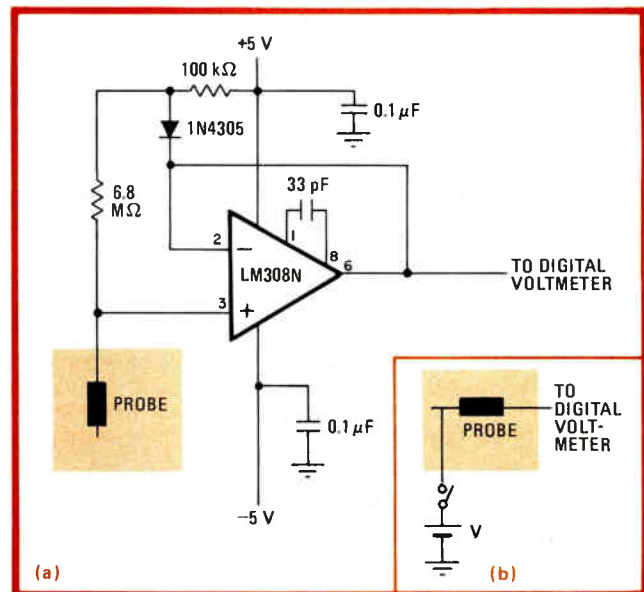 +5 V
100 kΩ
0.1 μF
1N4305
33 pF
6.8
MΩ
2
−
1
8
6
LM308N
TO DIGITAL
VOLTMETER
3
+
PROBE
0.1 μF
−5 V
PROBE
TO
DIGITAL
VOLT-
METER
V
(a)
(b)